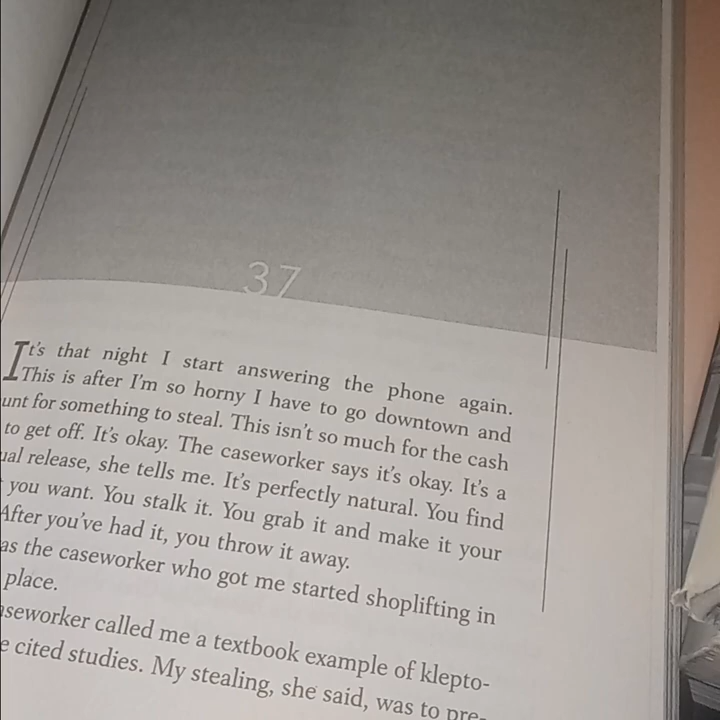 37
It's that night I start answering the phone again.
This is after I'm so horny I have to go downtown and
unt for something to steal. This isn't so much for the cash
to get off. It's okay. The caseworker says it's okay. It's a
ual release, she tells me. It's perfectly natural. You find
you want. You stalk it. You grab it and make it your
After you've had it, you throw it away.
as the caseworker who got me started shoplifting in
place.
aseworker called me a textbook example of klepto-
e cited studies. My stealing, she said, was to pre-